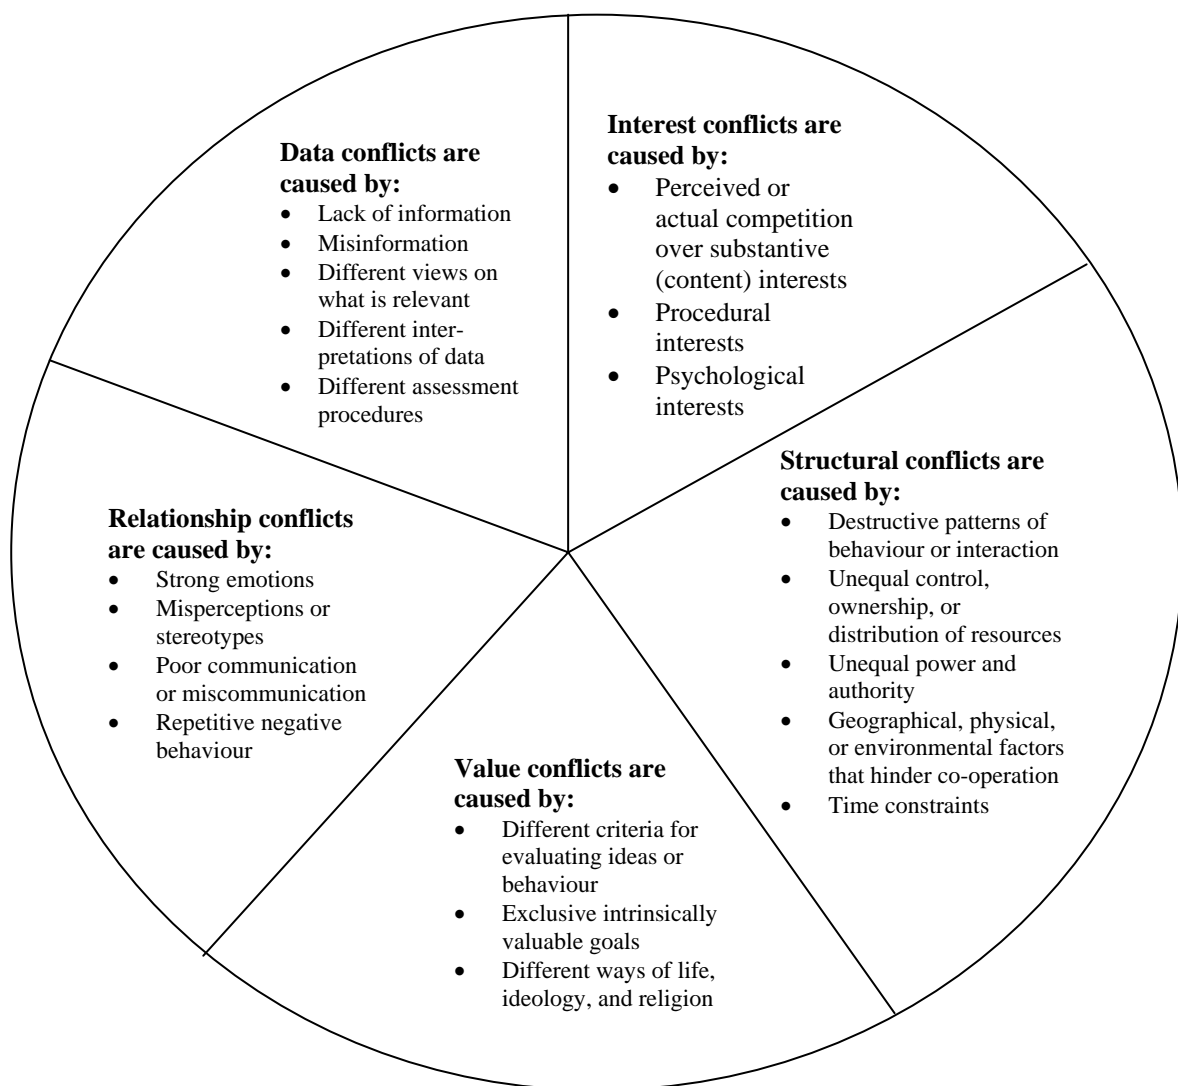 Data conflicts are
caused by:
• Lack of information
• Misinformation
• Different views on
what is relevant
• Different inter-
pretations of data
• Different assessment
procedures
Interest conflicts are
caused by:
• Perceived or
actual competition
over substantive
(content) interests
• Procedural
interests
• Psychological
interests
Structural conflicts are
caused by:
• Destructive patterns of
behaviour or interaction
• Unequal control,
ownership, or
distribution of resources
• Unequal power and
authority
• Geographical, physical,
or environmental factors
that hinder co-operation
• Time constraints
Value conflicts are
caused by:
• Different criteria for
evaluating ideas or
behaviour
• Exclusive intrinsically
valuable goals
• Different ways of life,
ideology, and religion
Relationship conflicts
are caused by:
• Strong emotions
• Misperceptions or
stereotypes
• Poor communication
or miscommunication
• Repetitive negative
behaviour